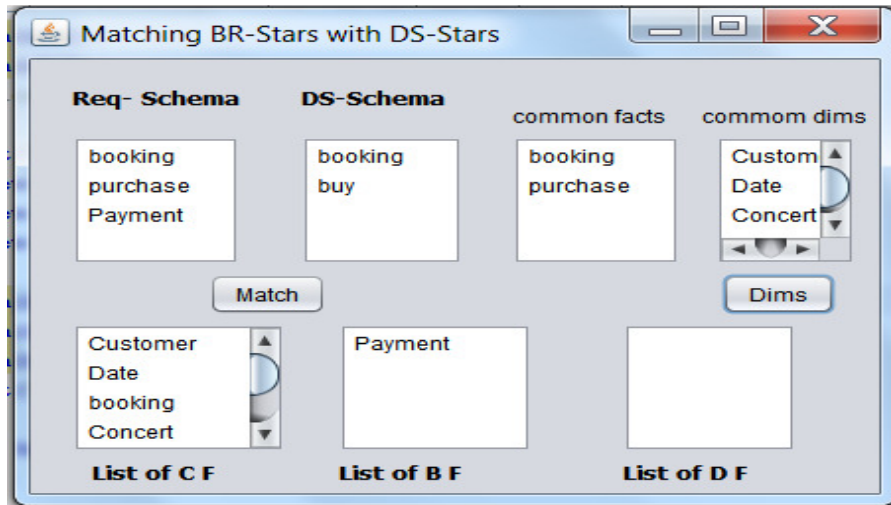 Matching BR-Stars with DS-Stars
Req- Schema
DS-Schema
common facts
commom dims
booking
purchase
Payment
booking
buy
booking
purchase
Custom
Date
Concert
Match
Dims
Customer
Date
booking
Concert
Payment
List of C F
List of B F
List of D F